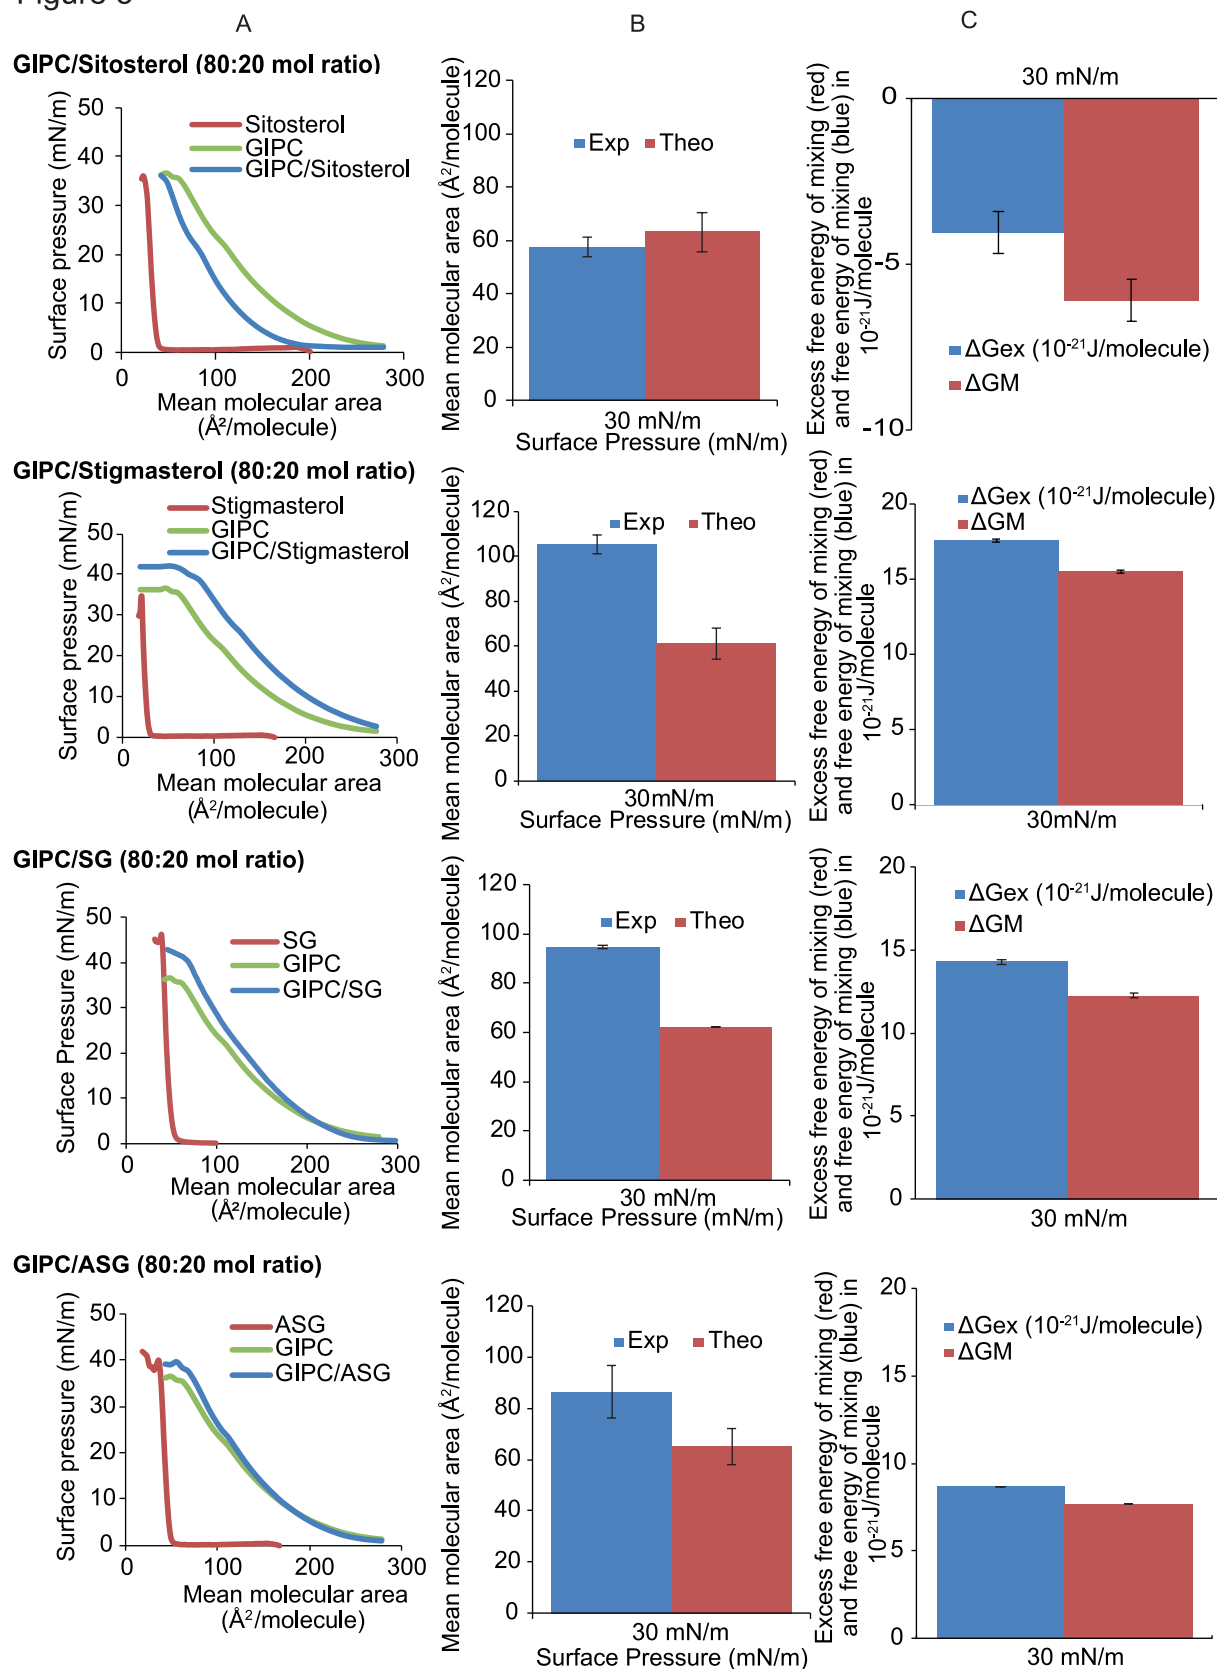 A
B
C
GIPC/Sitosterol (80:20 mol ratio)
Surface pressure (mN/m)
50
40
30
20
10
0
0 100 200 300
Sitosterol
GIPC
GIPC/Sitosterol
Mean molecular area
(Å²/molecule)
Mean molecular area (Å²/molecule)
120
100
80
60
40
20
0
Exp Theo
30 mN/m
Surface Pressure (mN/m)
Excess free eneregy of mixing (red)
and free energy of mixing (blue) in
10⁻²¹J/molecule
30 mN/m
0
-5
-10
ΔGex (10⁻²¹J/molecule)
ΔGM
GIPC/Stigmasterol (80:20 mol ratio)
Surface pressure (mN/m)
50
40
30
20
10
0
0 100 200 300
Stigmasterol
GIPC
GIPC/Stigmasterol
Mean molecular area
(Å²/molecule)
Mean molecular area (Å²/molecule)
120
100
80
60
40
20
0
Exp Theo
30mN/m
Surface Pressure (mN/m)
Excess free eneregy of mixing (red)
and free energy of mixing (blue) in
10⁻²¹J/molecule
20
15
10
5
0
ΔGex (10⁻²¹J/molecule)
ΔGM
30mN/m
GIPC/SG (80:20 mol ratio)
Surface Pressure (mN/m)
50
40
30
20
10
0
0 100 200 300
SG
GIPC
GIPC/SG
Mean molecular area
(Å²/molecule)
Mean molecular area (Å²/molecule)
120
100
80
60
40
20
0
Exp Theo
30 mN/m
Surface Pressure (mN/m)
Excess free eneregy of mixing (red)
and free energy of mixing (blue) in
10⁻²¹J/molecule
20
15
10
5
0
ΔGex (10⁻²¹J/molecule)
ΔGM
30 mN/m
GIPC/ASG (80:20 mol ratio)
Surface pressure (mN/m)
50
40
30
20
10
0
0 100 200 300
ASG
GIPC
GIPC/ASG
Mean molecular area
(Å²/molecule)
Mean molecular area (Å²/molecule)
120
100
80
60
40
20
0
Exp Theo
30 mN/m
Surface Pressure (mN/m)
Excess free eneregy of mixing (red)
and free energy of mixing (blue) in
10⁻²¹J/molecule
20
15
10
5
0
ΔGex (10⁻²¹J/molecule)
ΔGM
30 mN/m